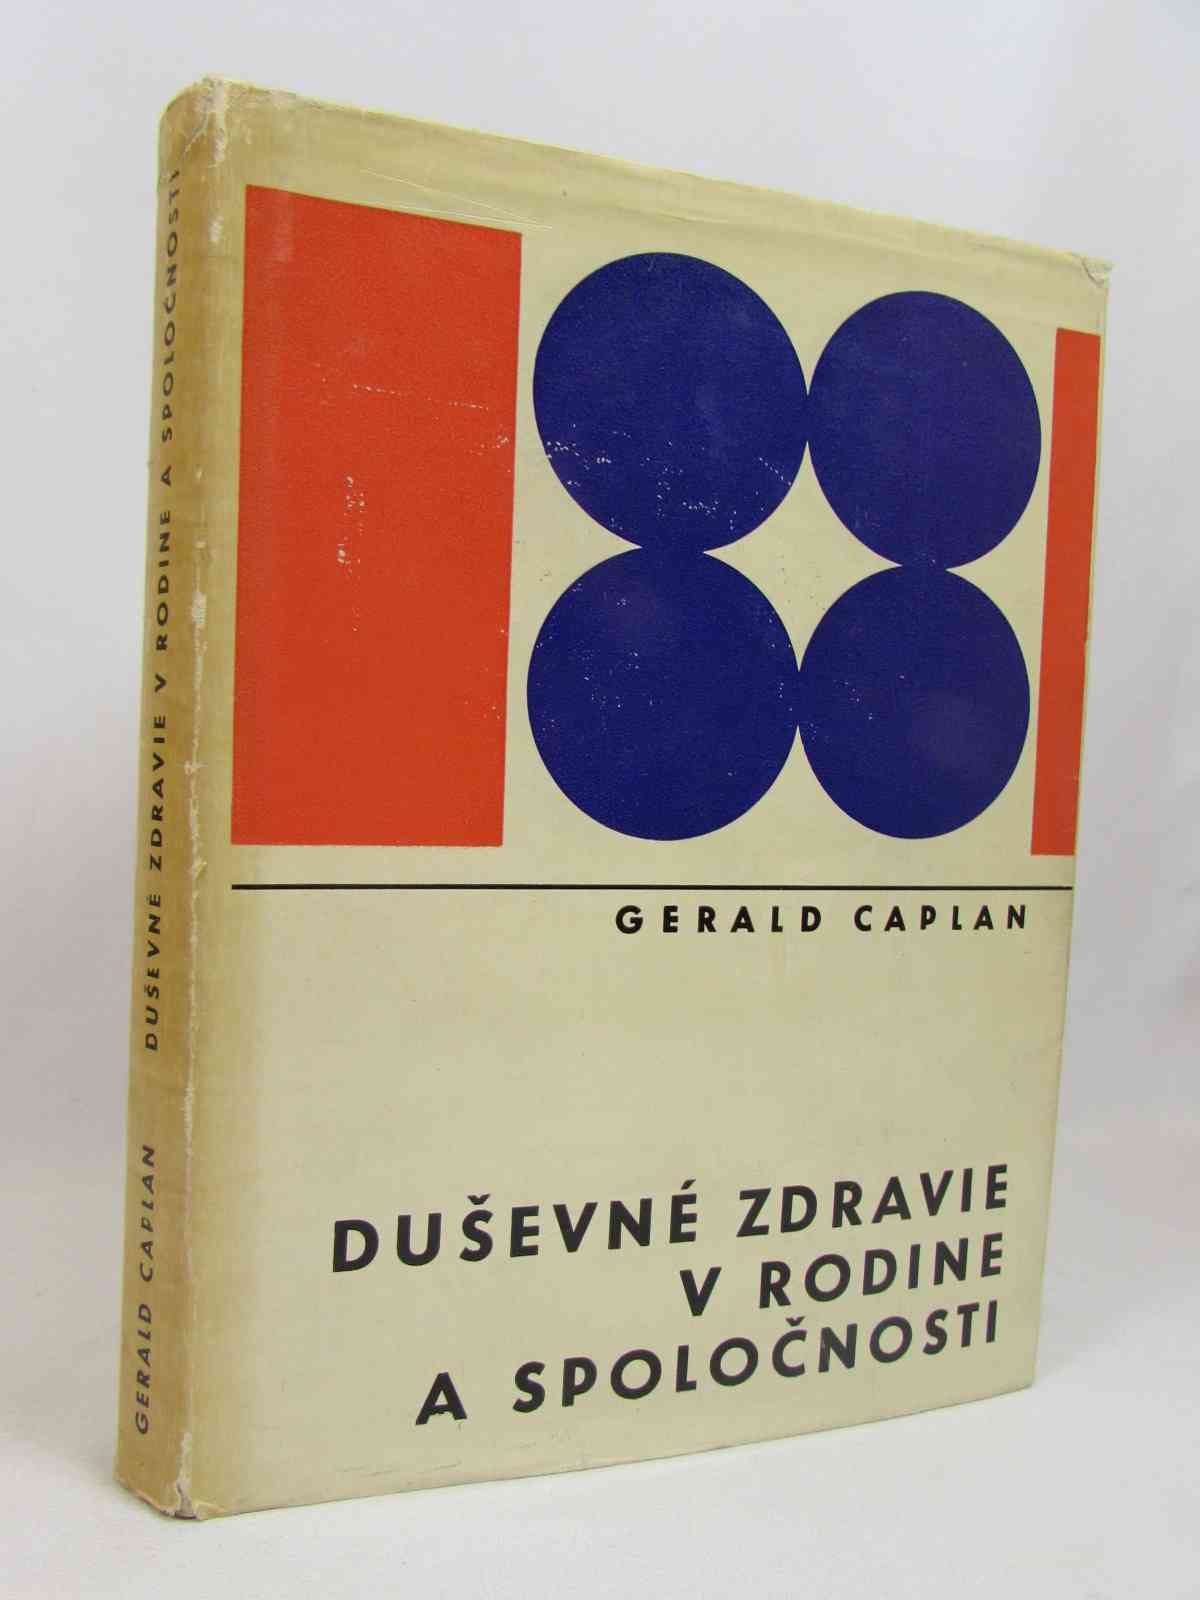 GERALD CAPLAN
DUŠEVNÉ ZDRAVIE
V RODINE
A SPOLOČNOSTI
GERALD CAPLAN DUŠEVNÉ ZDRAVIE V RODINE A SPOLOČNOSTI